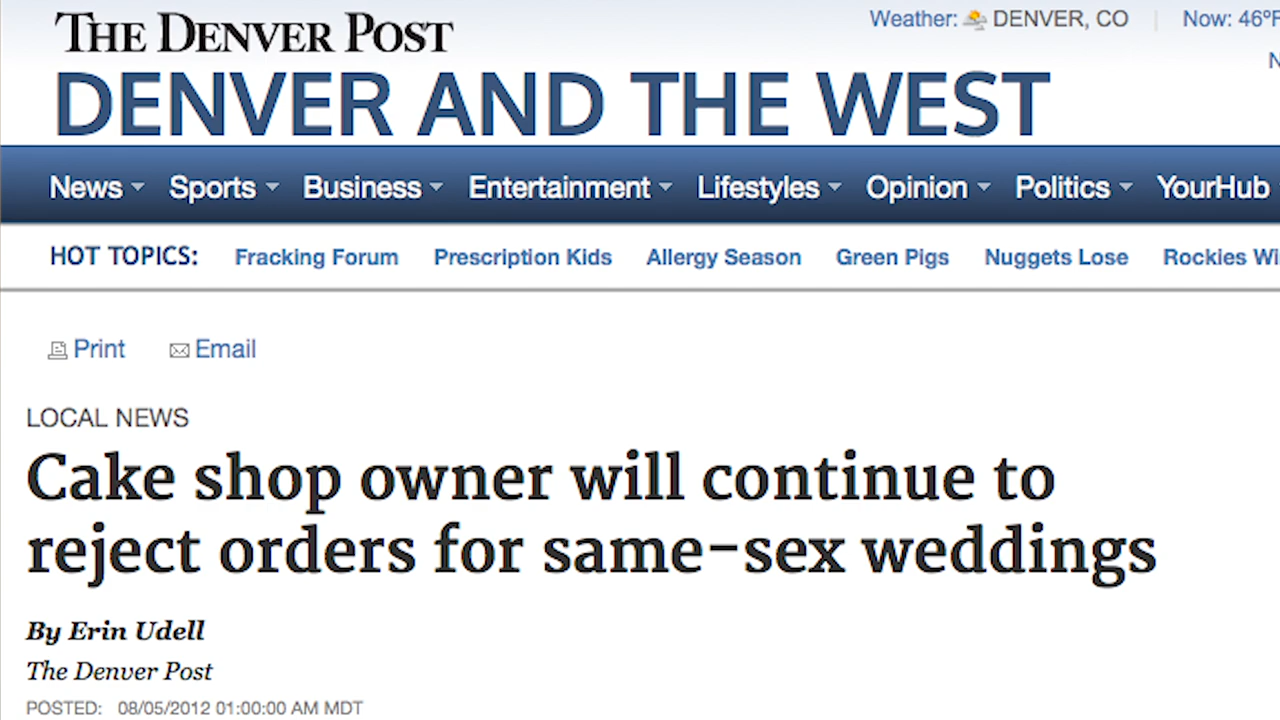 THE DENVER POST
Weather: DENVER, CO | Now: 46ºF
N
DENVER AND THE WEST
News Sports Business Entertainment Lifestyles Opinion Politics YourHub
HOT TOPICS: Fracking Forum Prescription Kids Allergy Season Green Pigs Nuggets Lose Rockies Wi
Print Email
LOCAL NEWS
Cake shop owner will continue to
reject orders for same-sex weddings
By Erin Udell
The Denver Post
POSTED: 08/05/2012 01:00:00 AM MDT